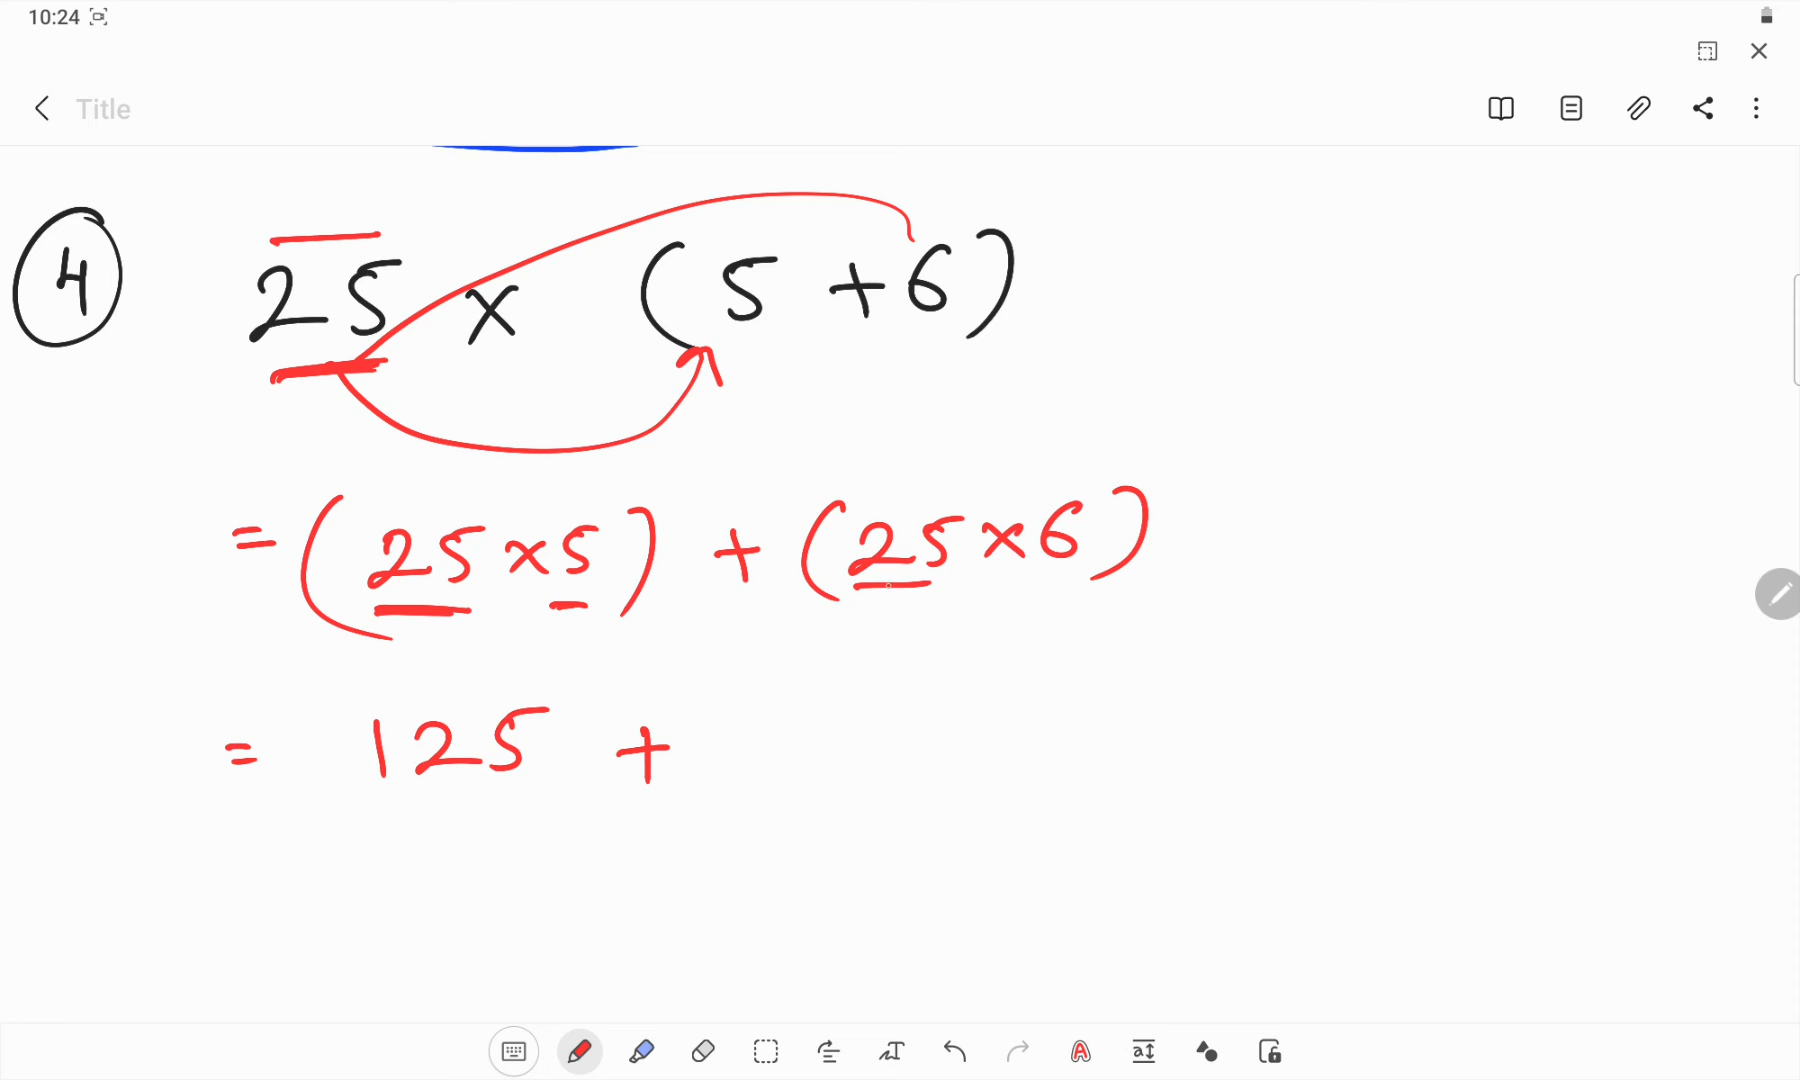 10:24
Title
4 25 x (5+6)
= (25×5) + (25×6)
= 125 +
A a